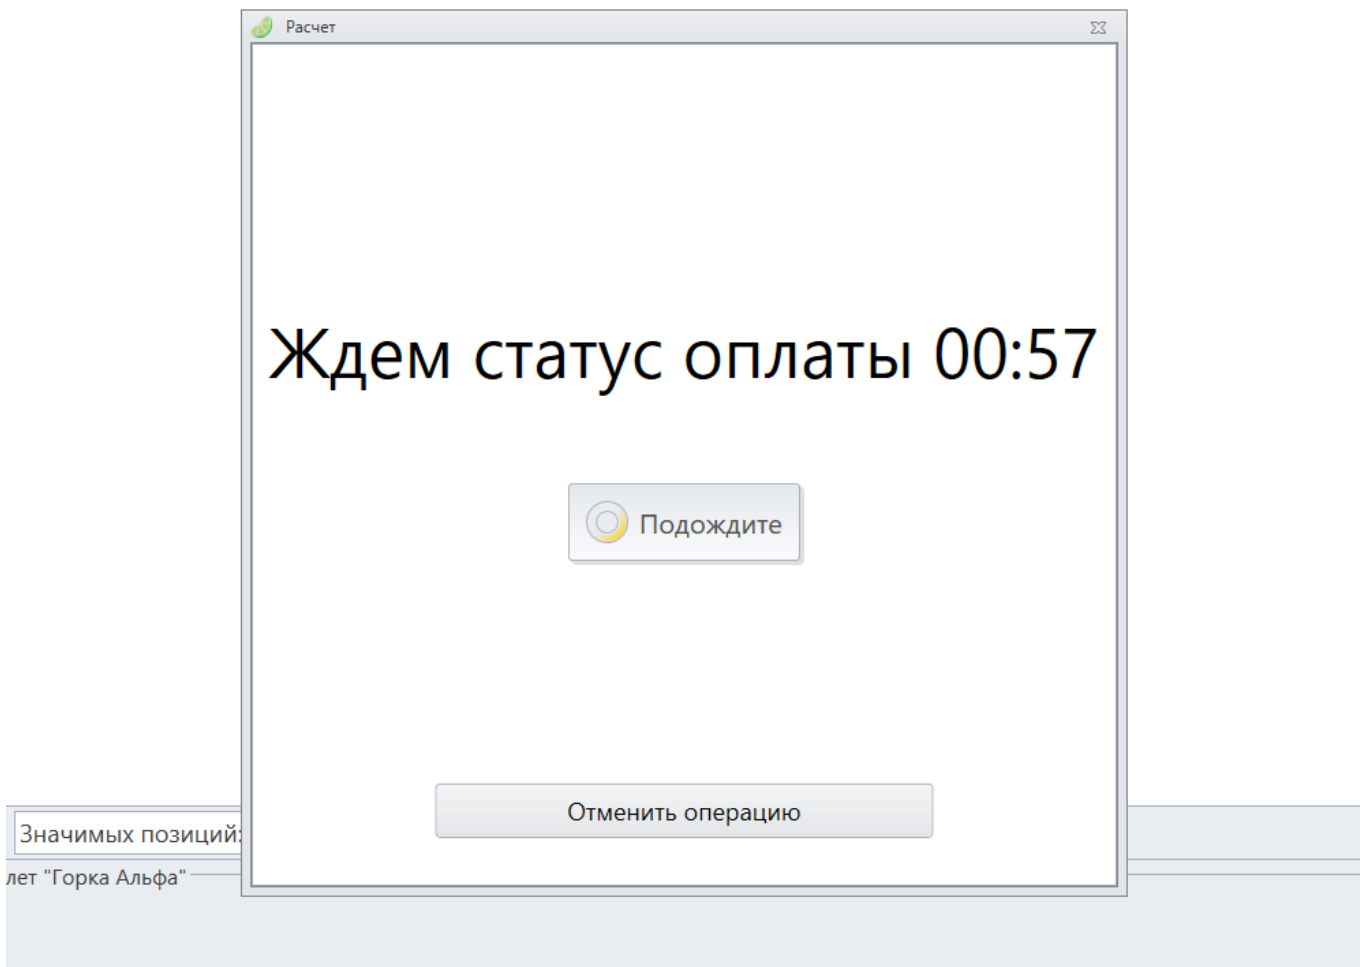 Расчет
Ждем статус оплаты 00:57
Подождите
Отменить операцию
Значимых позиций:
лет "Горка Альфа"